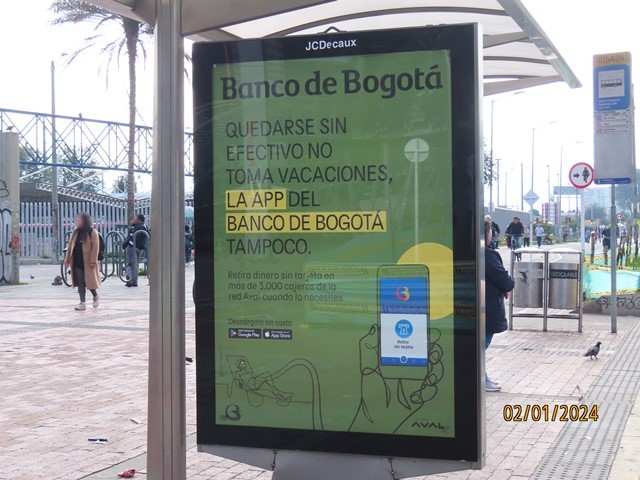 JCDecaux
Banco de Bogotá
QUEDARSE SIN
EFECTIVO NO
TOMA VACACIONES,
LA APP DEL
BANCO DE BOGOTÁ
TAMPOCO.
Retira dinero sin tarjeta en
más de 3.000 cajeros de la
red Aval cuando lo necesites.
Descárgala sin costo
Google Play
App Store
Retiro
sin tarjeta
AVAL
02/01/2024